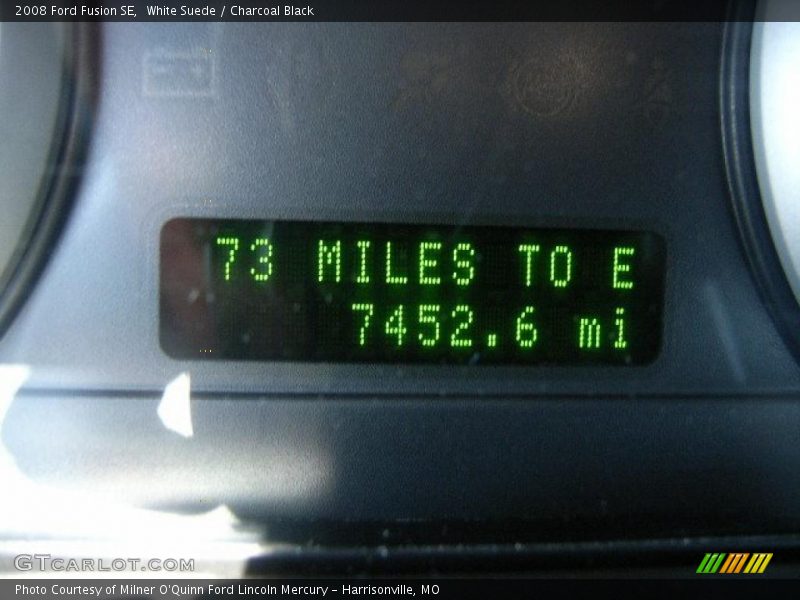 2008 Ford Fusion SE,  White Suede / Charcoal Black
73 MILES TO E
7452.6 mi
GTCARLOT.COM
Photo Courtesy of Milner O'Quinn Ford Lincoln Mercury – Harrisonville, MO